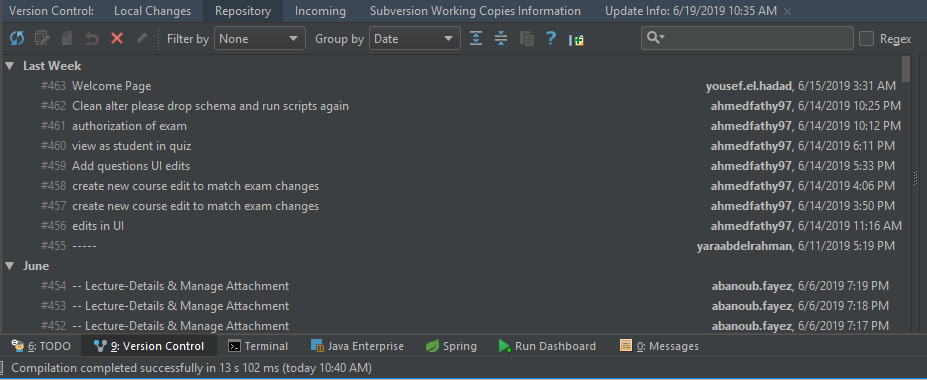 Version Control: Local Changes Repository Incoming Subversion Working Copies Information Update Info: 6/19/2019 10:35 AM ×
Filter by None Group by Date ? Regex
Last Week
#463 Welcome Page yousef.el.hadad, 6/15/2019 3:31 AM
#462 Clean alter please drop schema and run scripts again ahmedfathy97, 6/14/2019 10:25 PM
#461 authorization of exam ahmedfathy97, 6/14/2019 10:12 PM
#460 view as student in quiz ahmedfathy97, 6/14/2019 6:11 PM
#459 Add questions UI edits ahmedfathy97, 6/14/2019 5:33 PM
#458 create new course edit to match exam changes ahmedfathy97, 6/14/2019 4:06 PM
#457 create new course edit to match exam changes ahmedfathy97, 6/14/2019 3:50 PM
#456 edits in UI ahmedfathy97, 6/14/2019 11:16 AM
#455 ----- yaraabdelrahman, 6/11/2019 5:19 PM
June
#454 -- Lecture-Details & Manage Attachment abanoub.fayez, 6/6/2019 7:19 PM
#453 -- Lecture-Details & Manage Attachment abanoub.fayez, 6/6/2019 7:18 PM
#452 -- Lecture-Details & Manage Attachment abanoub.fayez, 6/6/2019 7:17 PM
6: TODO 9: Version Control Terminal Java Enterprise Spring Run Dashboard 0: Messages
Compilation completed successfully in 13 s 102 ms (today 10:40 AM)